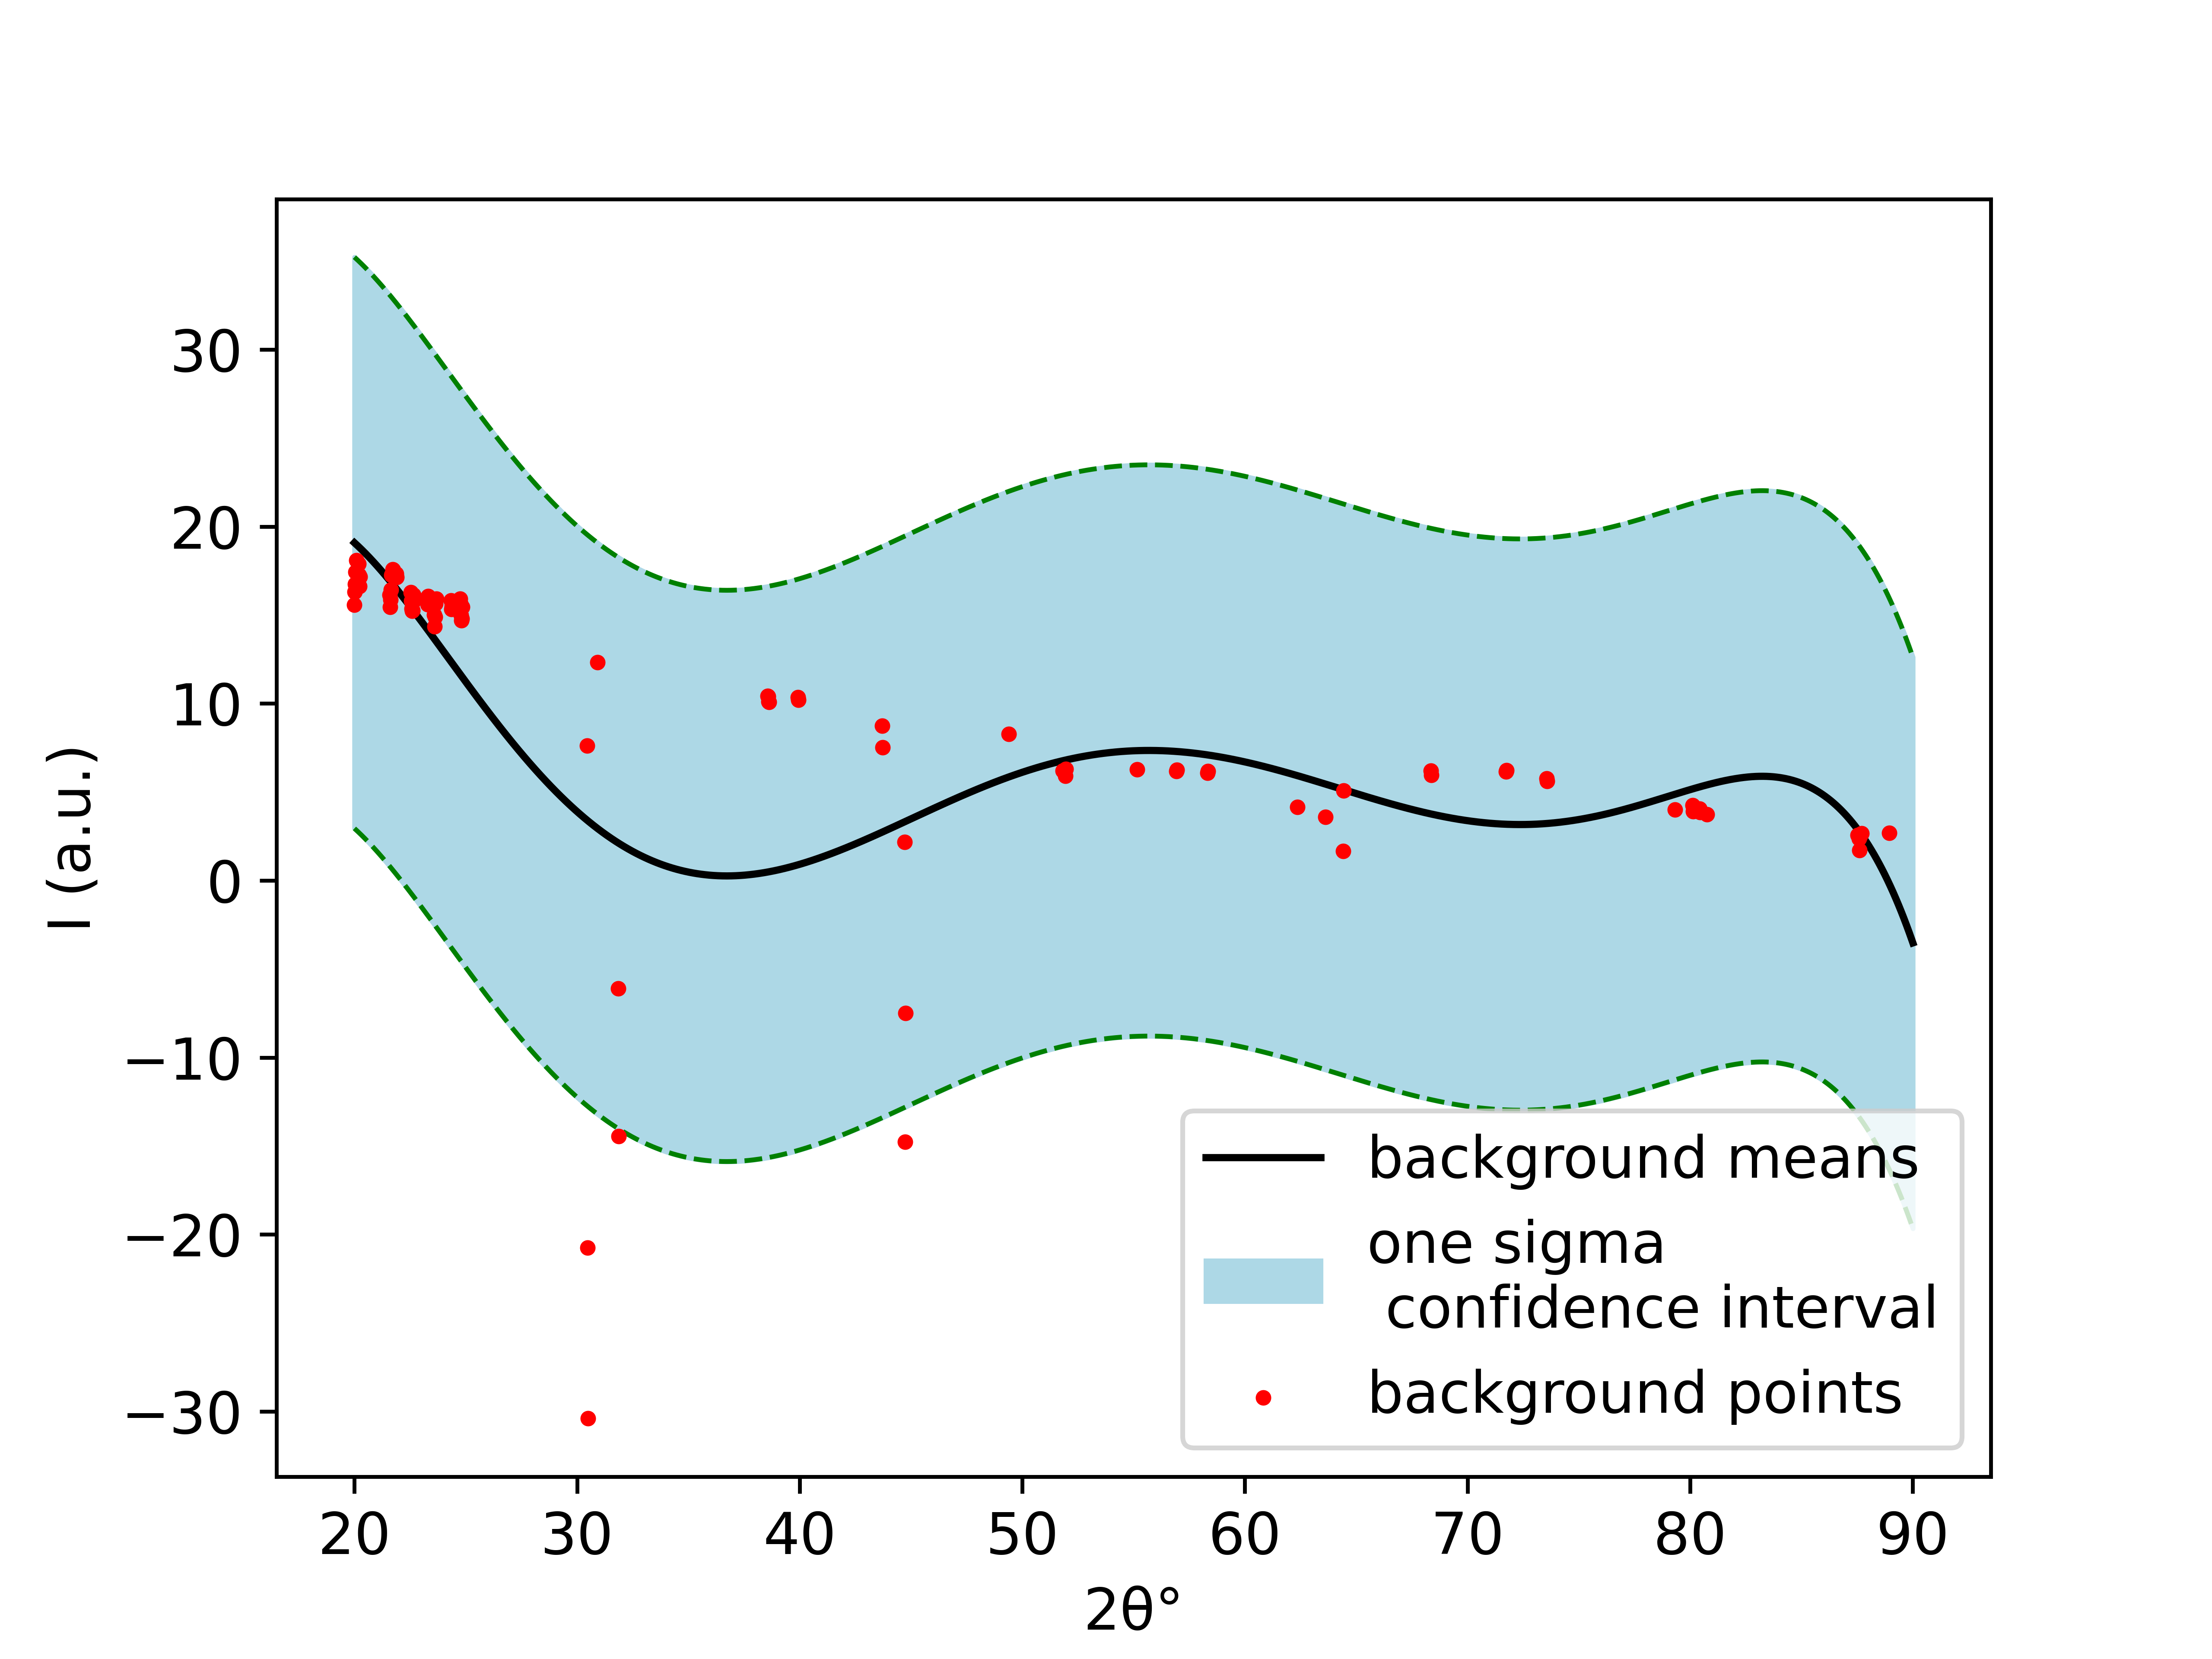 30
20
10
0
−10
−20
−30
I (a.u.)
background means
one sigma
confidence interval
background points
20 30 40 50 60 70 80 90
2θ°